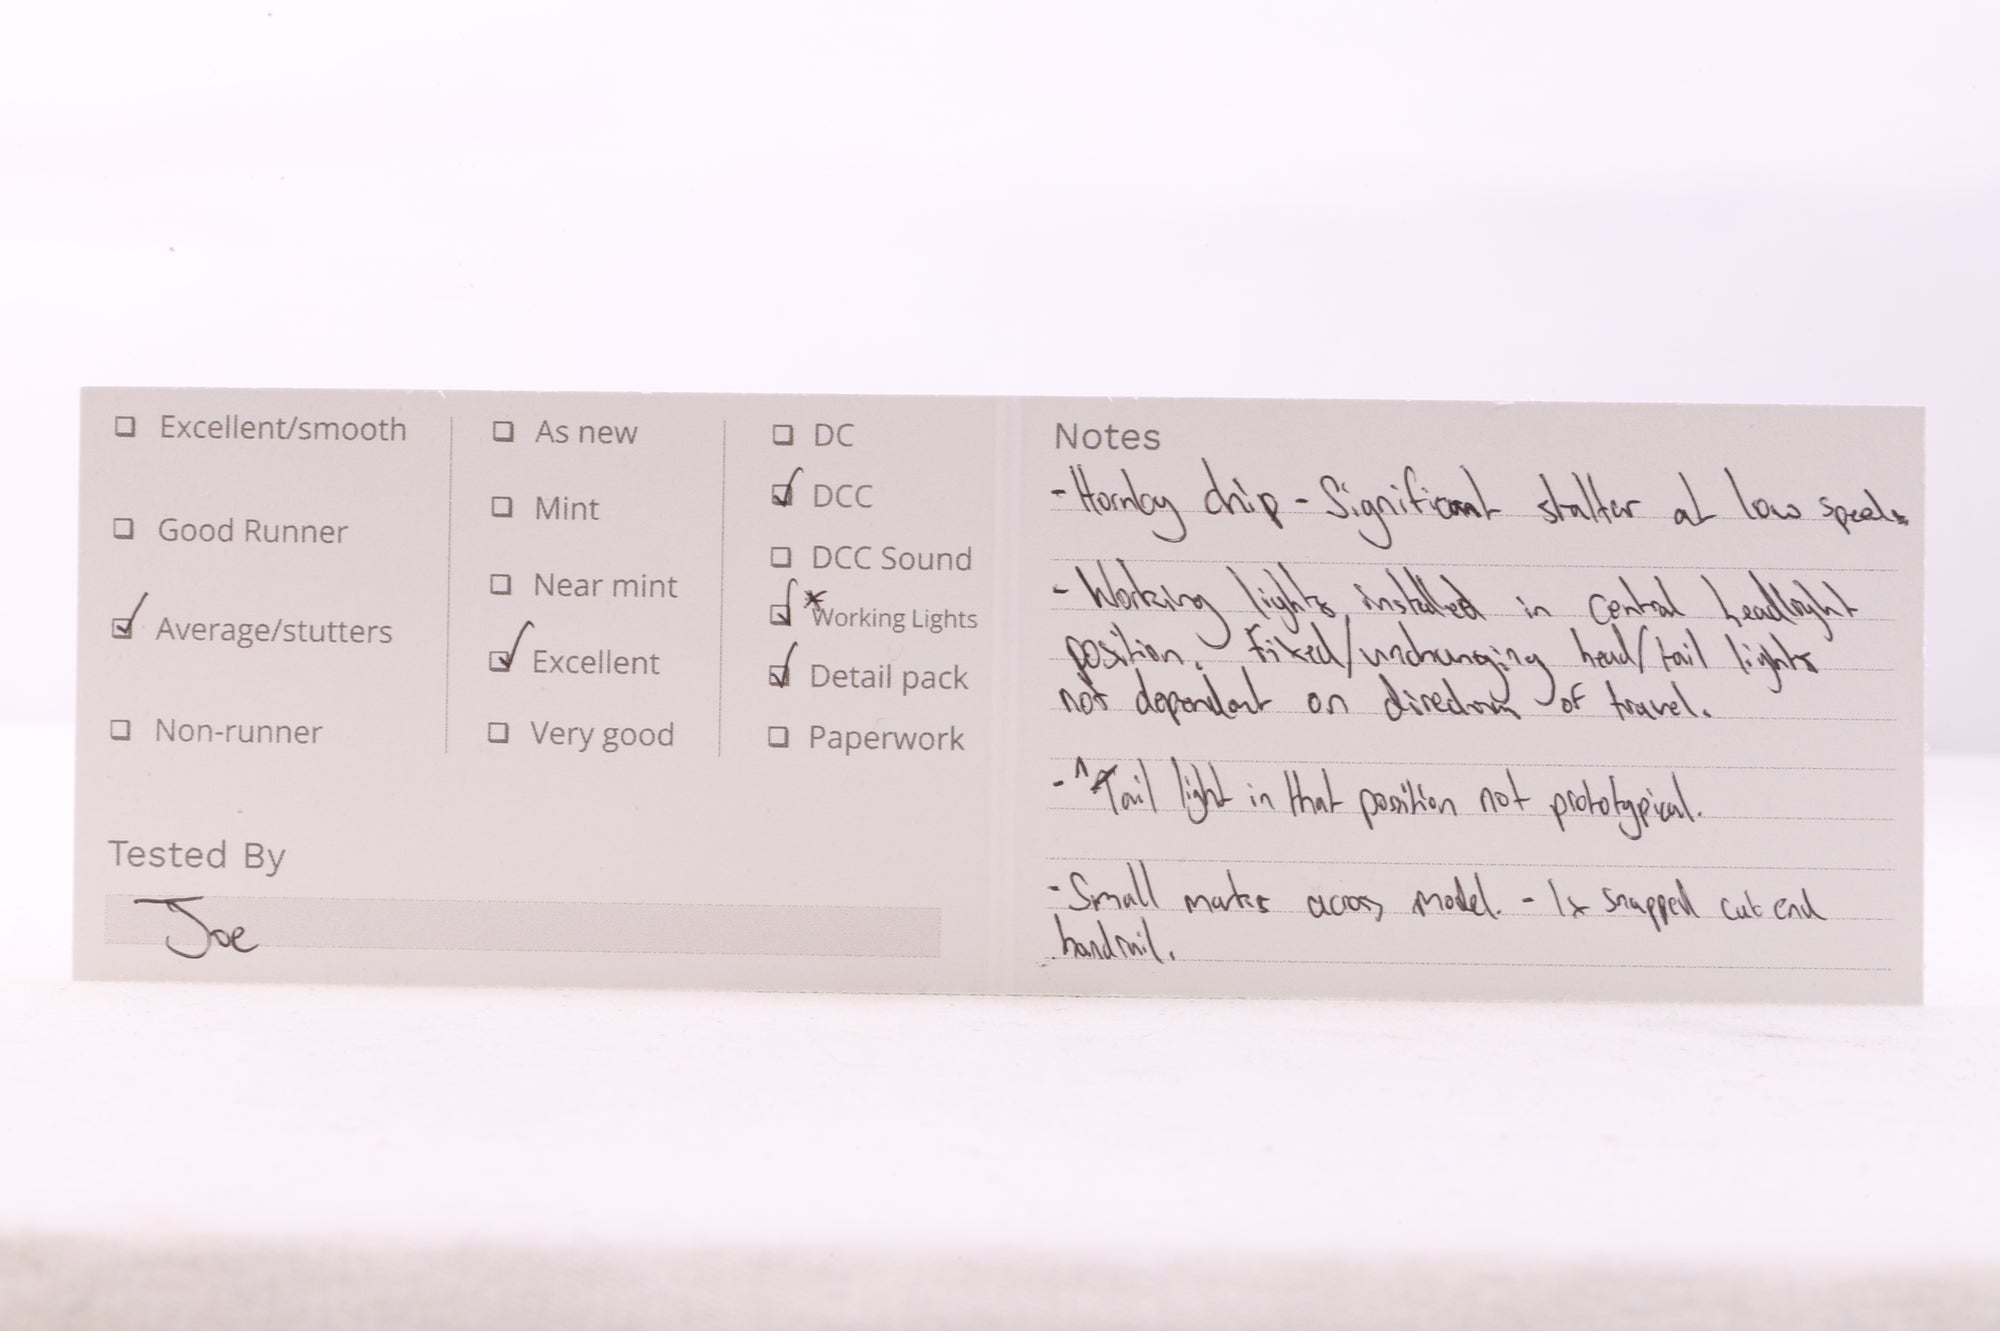 Excellent/smooth
Good Runner
Average/stutters
Non-runner
As new
Mint
Near mint
Excellent
Very good
DC
DCC
DCC Sound
*Working Lights
Detail pack
Paperwork
Tested By
Joe
Notes
- Hornby chip - Significant stutter at low speeds
- Working lights installed in central headlight
position. Fixed/unchanging head/tail lights
not dependent on direction of travel.
- ^Tail light in that position not prototypical.
- Small marks across model. - 1x snapped cab end
handrail.